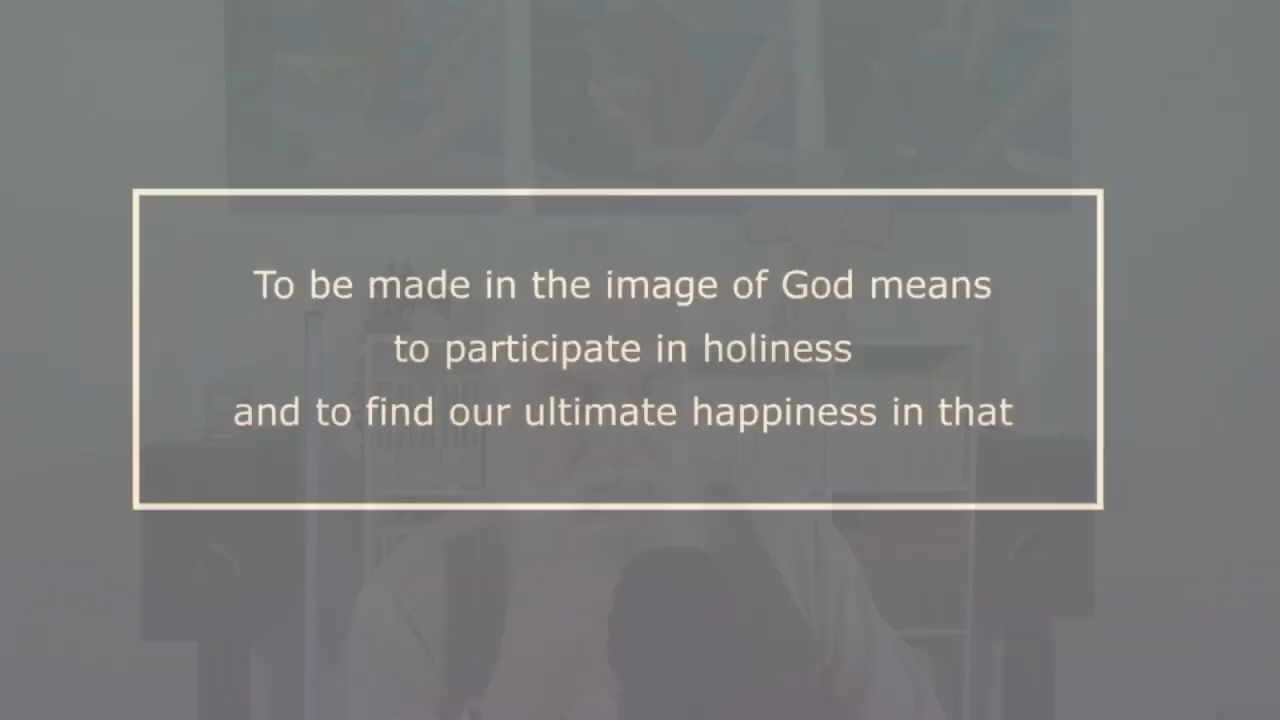 To be made in the image of God means
to participate in holiness
and to find our ultimate happiness in that